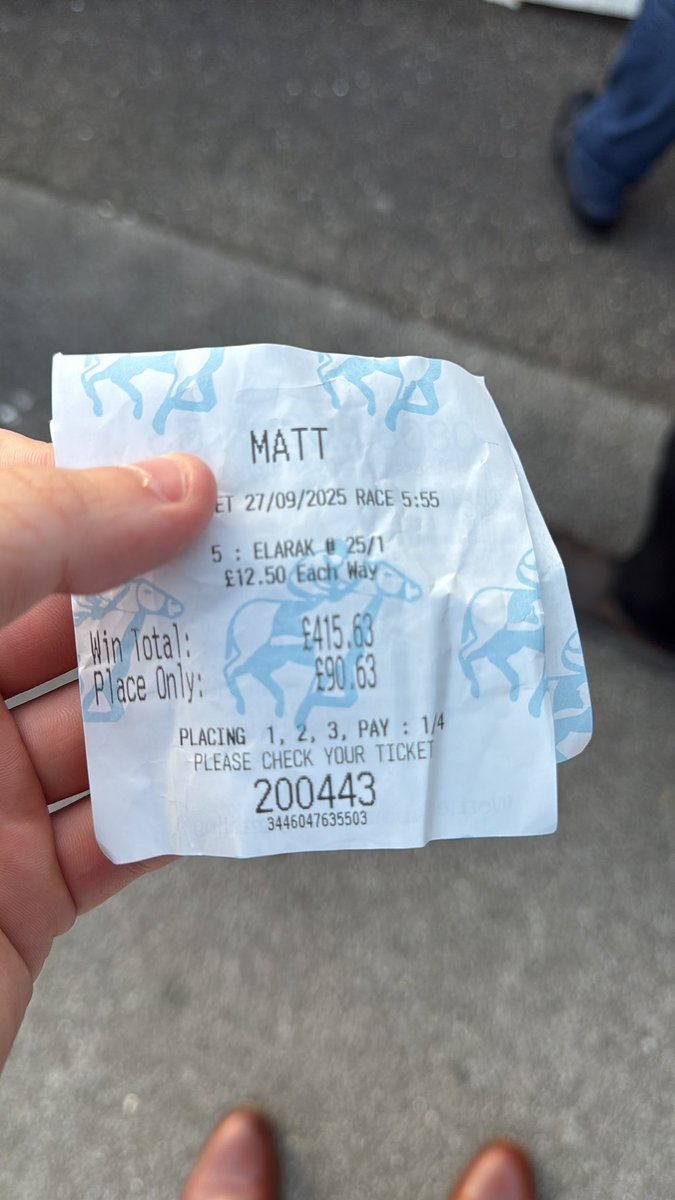 MATT
27/09/2025 RACE 5:55
5 : ELARAK @ 25/1
£12.50 Each Way
Win Total: £415.63
Place Only: £90.63
PLACING 1, 2, 3, PAY : 1/4
PLEASE CHECK YOUR TICKET
200443
3446047635503